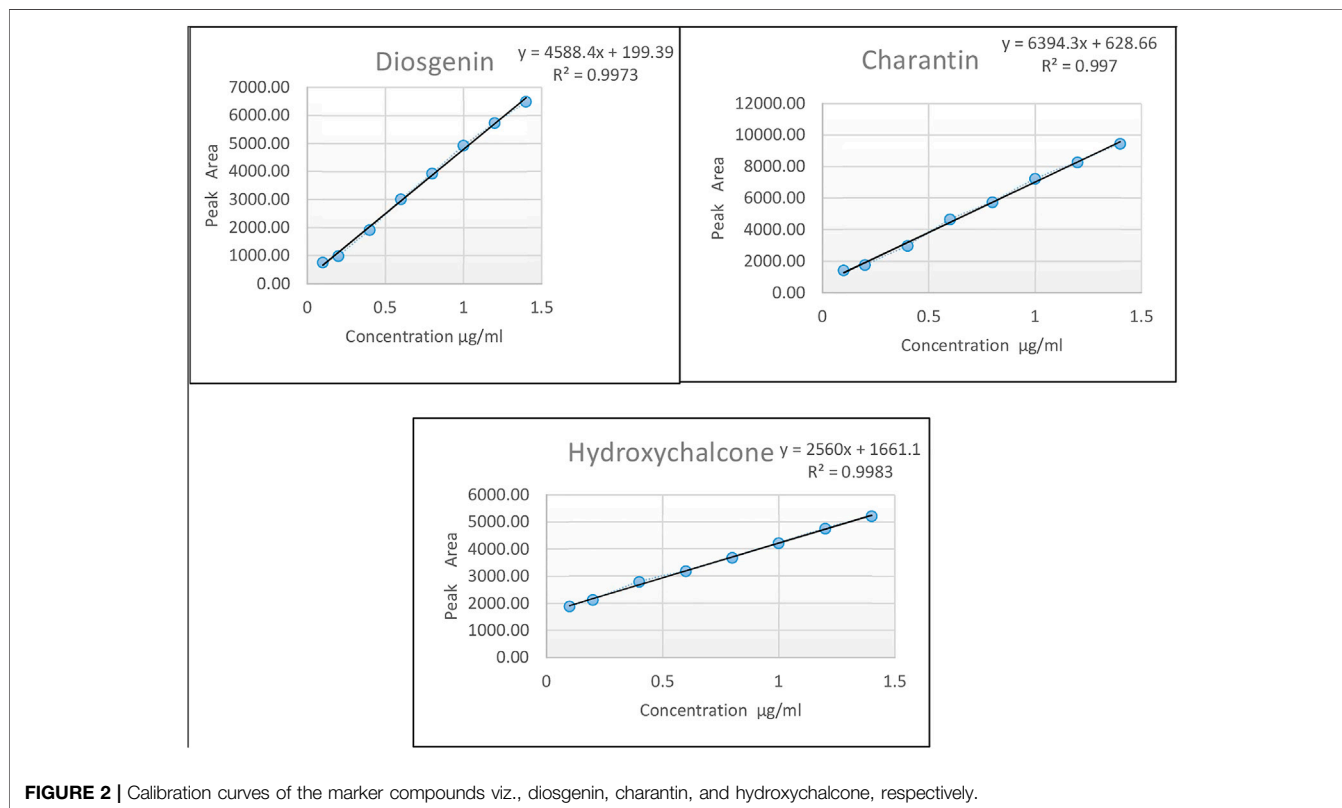 Diosgenin
y = 4588.4x + 199.39
R² = 0.9973
7000.00
6000.00
5000.00
4000.00
3000.00
2000.00
1000.00
0.00
Peak Area
0 0.5 1 1.5
Concentration µg/ml
Charantin
y = 6394.3x + 628.66
R² = 0.997
12000.00
10000.00
8000.00
6000.00
4000.00
2000.00
0.00
Peak Area
0 0.5 1 1.5
Concentration µg/ml
Hydroxychalcone
y = 2560x + 1661.1
R² = 0.9983
6000.00
5000.00
4000.00
3000.00
2000.00
1000.00
0.00
Peak Area
0 0.5 1 1.5
Concentration µg/ml
FIGURE 2 | Calibration curves of the marker compounds viz., diosgenin, charantin, and hydroxychalcone, respectively.